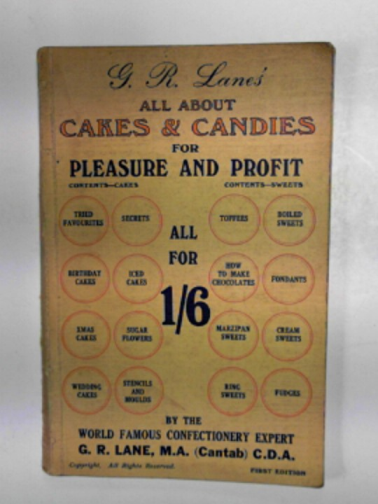 G. R. Lanes'
ALL ABOUT
CAKES & CANDIES
FOR
PLEASURE AND PROFIT
CONTENTS—CAKES
CONTENTS—SWEETS
TRIED
FAVOURITES
SECRETS
TOFFEES
BOILED
SWEETS
ALL
FOR
1/6
BIRTHDAY
CAKES
ICED
CAKES
HOW
TO MAKE
CHOCOLATES
FONDANTS
XMAS
CAKES
SUGAR
FLOWERS
MARZIPAN
SWEETS
CREAM
SWEETS
WEDDING
CAKES
STENCILS
AND
MOULDS
RING
SWEETS
FUDGES
BY THE
WORLD FAMOUS CONFECTIONERY EXPERT
G. R. LANE, M.A. (Cantab) C.D.A.
Copyright. All Rights Reserved.
FIRST EDITION